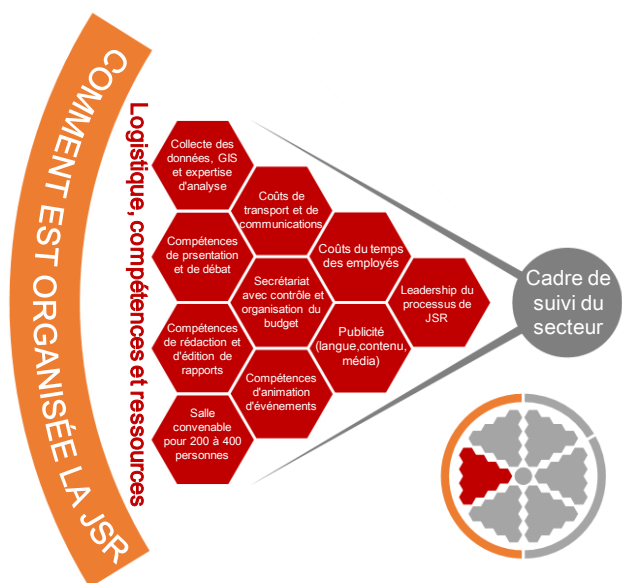 COMMENT EST ORGANISÉE LA JSR
Logistique, compétences et ressources
Collecte des
données, GIS
et expertise
d'analyse
Compétences
de prsentation
et de débat
Compétences
de rédaction et
d'édition de
rapports
Salle
convenable
pour 200 à 400
personnes
Coûts de
transport et de
communications
Secrétariat
avec contrôle et
organisation du
budget
Compétences
d'animation
d'événements
Coûts du temps
des employés
Publicité
(langue,contenu,
média)
Leadership du
processus de
JSR
Cadre de
suivi du
secteur